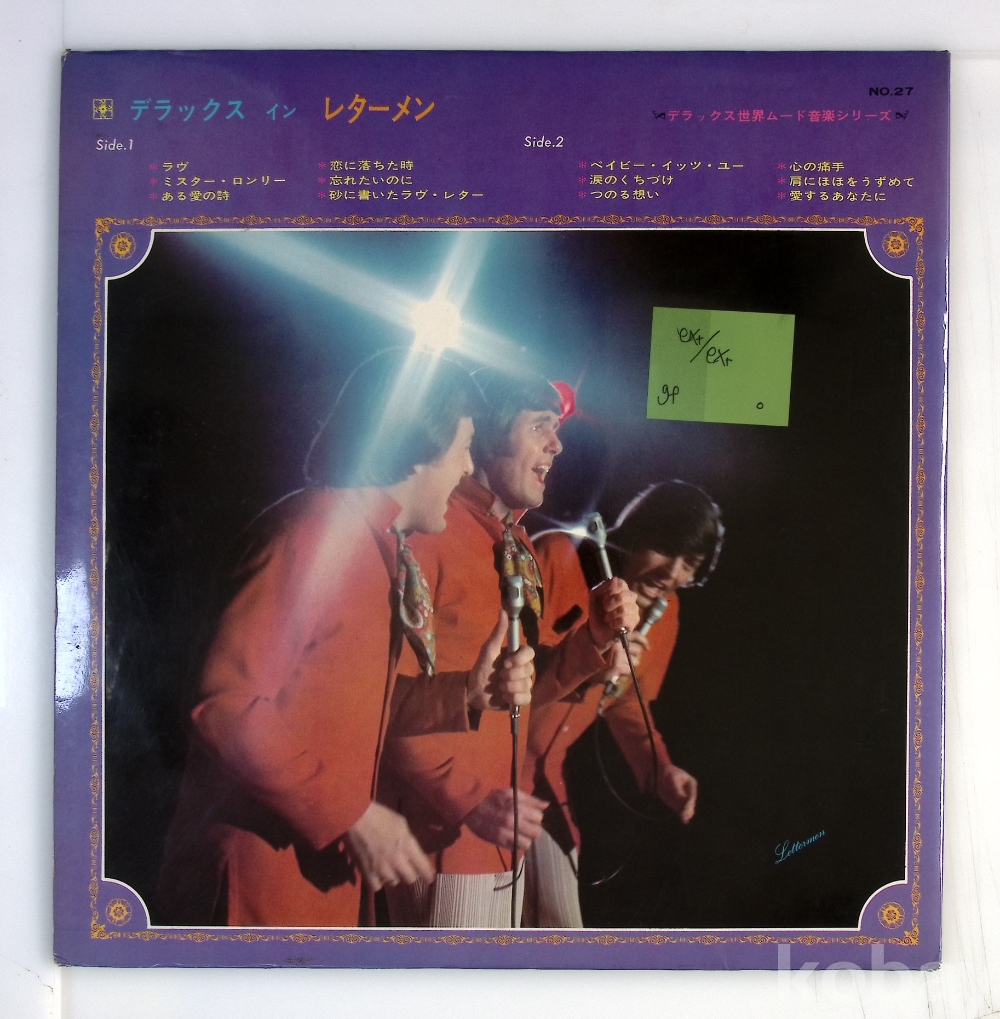 NO.27
デラックス イン レターメン
デラックス世界ムード音楽シリーズ
Side.1
*ラヴ
*ミスター・ロンリー
*ある愛の詩
*恋に落ちた時
*忘れたいのに
*砂に書いたラヴ・レター
Side.2
*ベイビー・イッツ・ユー
*涙のくちづけ
*つのる想い
*心の痛手
*肩にほほをうずめて
*愛するあなたに
ex+/ex+
Lettermen